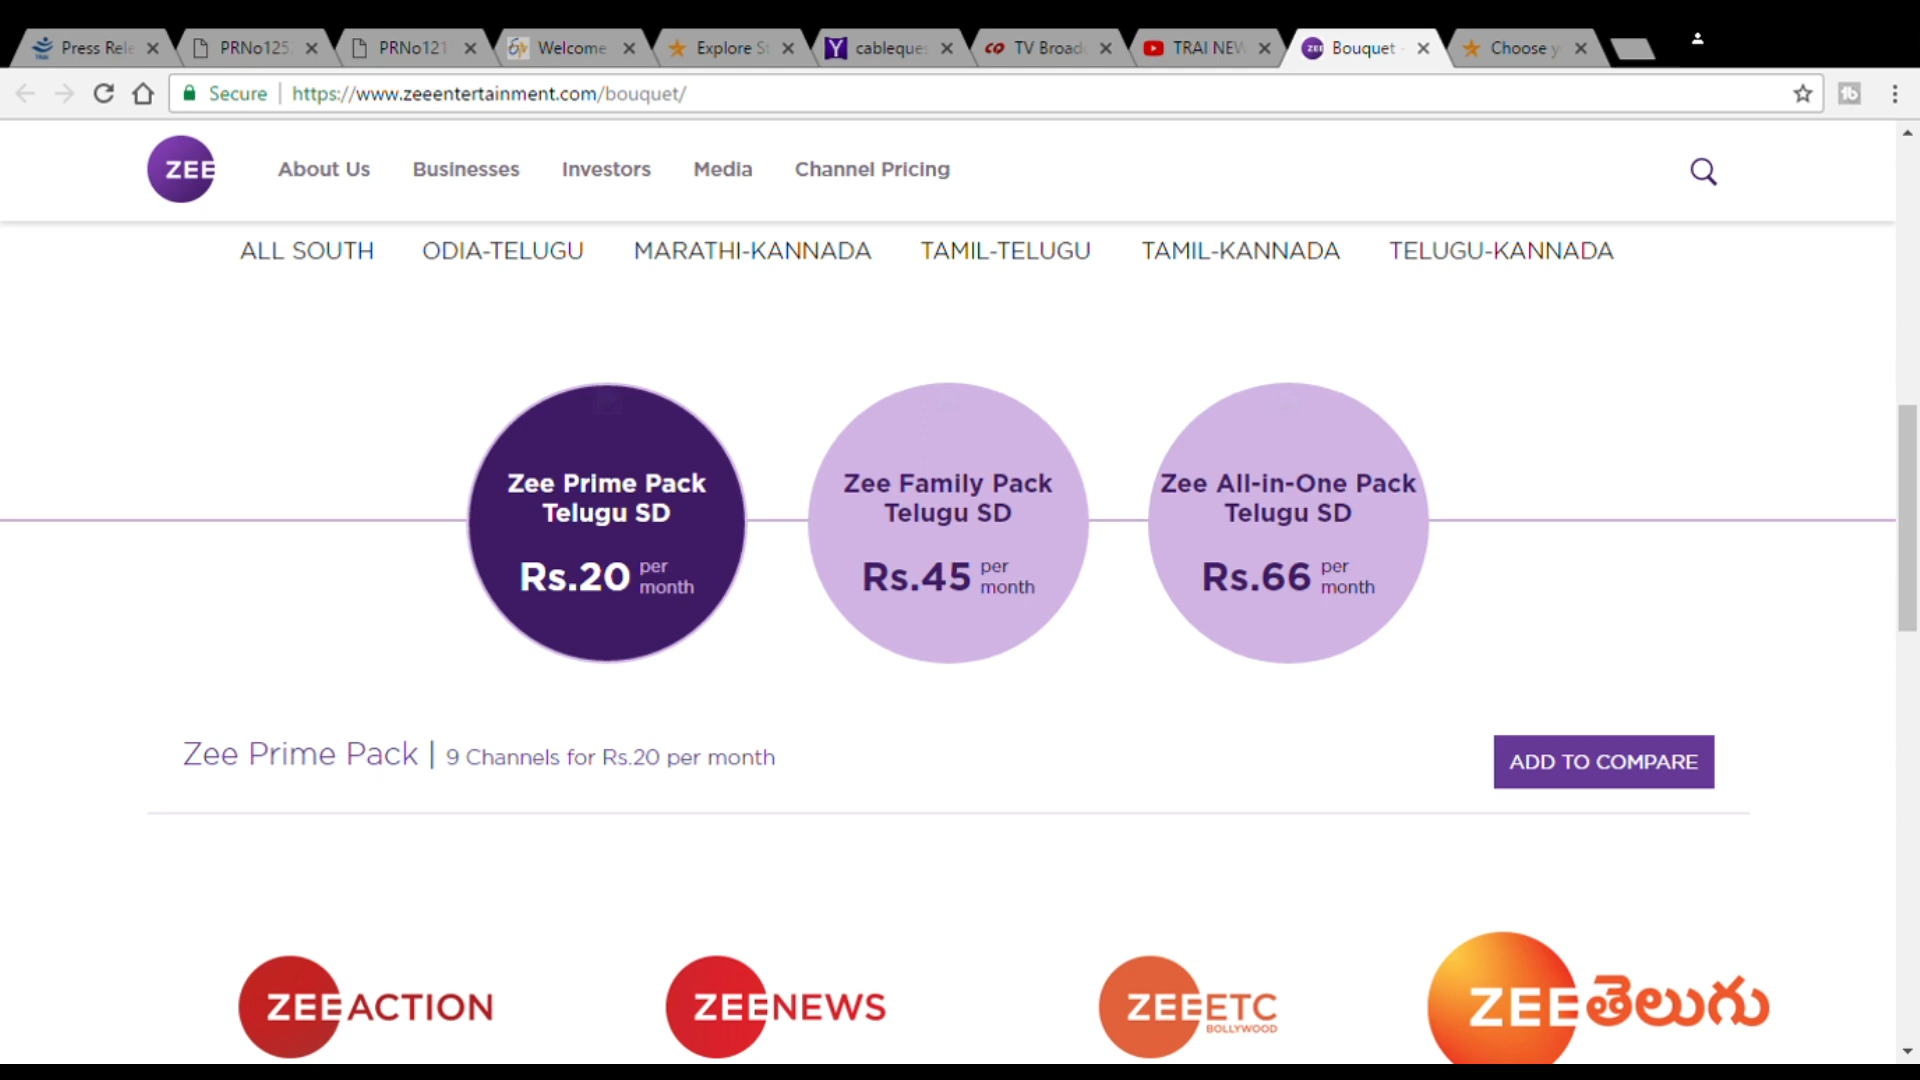 Press Rele
PRNo125
PRNo121
Welcome
Explore St
cableques
TV Broad
TRAI NEW
Bouquet -
Choose y
Secure | https://www.zeeentertainment.com/bouquet/
ZEE
About Us
Businesses
Investors
Media
Channel Pricing
ALL SOUTH
ODIA-TELUGU
MARATHI-KANNADA
TAMIL-TELUGU
TAMIL-KANNADA
TELUGU-KANNADA
Zee Prime Pack
Telugu SD
Rs.20 per
month
Zee Family Pack
Telugu SD
Rs.45 per
month
Zee All-in-One Pack
Telugu SD
Rs.66 per
month
Zee Prime Pack | 9 Channels for Rs.20 per month
ADD TO COMPARE
ZEE ACTION
ZEE NEWS
ZEE ETC
BOLLYWOOD
ZEE తెలుగు